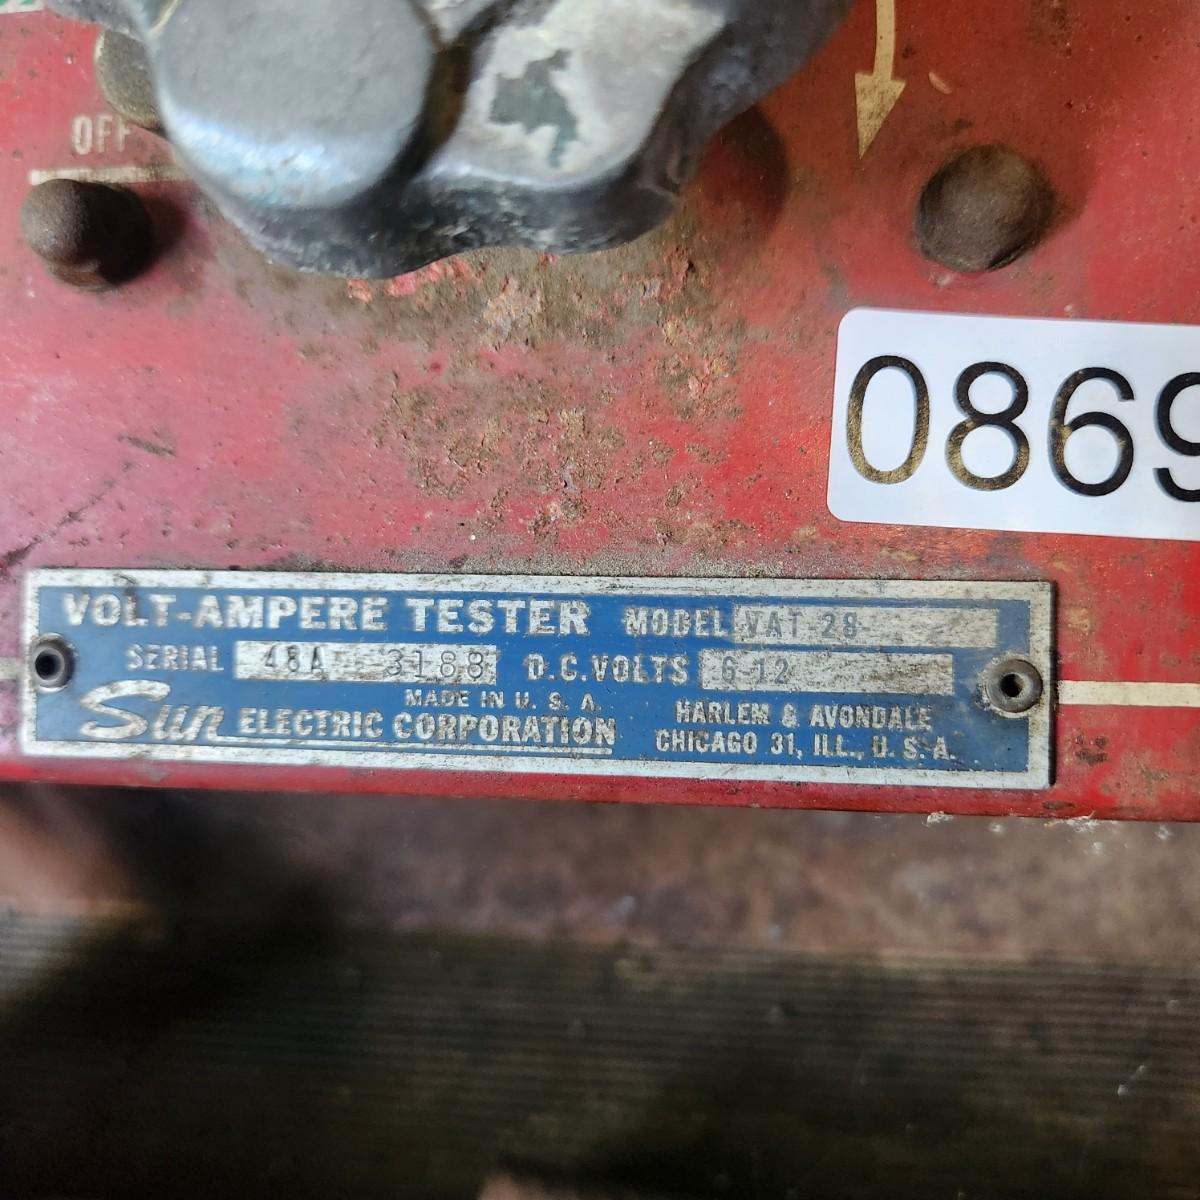 OFF
0869
VOLT-AMPERE TESTER MODEL VAT 28
SERIAL 48A 3188 D.C. VOLTS 6-12
MADE IN U. S. A.
Sun ELECTRIC CORPORATION
HARLEM & AVONDALE
CHICAGO 31, ILL., U. S. A.